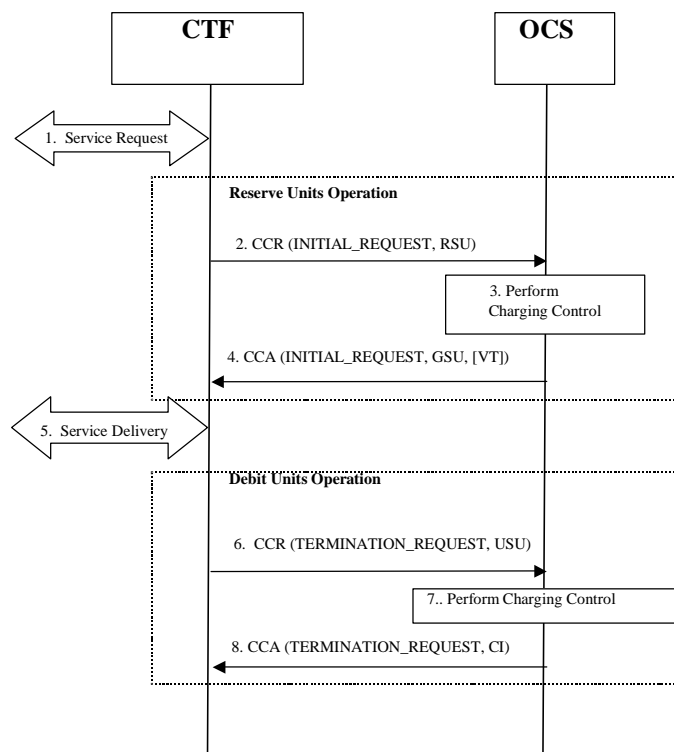 CTF
OCS
1. Service Request
Reserve Units Operation
2. CCR (INITIAL_REQUEST, RSU)
3. Perform
Charging Control
4. CCA (INITIAL_REQUEST, GSU, [VT])
5. Service Delivery
Debit Units Operation
6. CCR (TERMINATION_REQUEST, USU)
7.. Perform Charging Control
8. CCA (TERMINATION_REQUEST, CI)